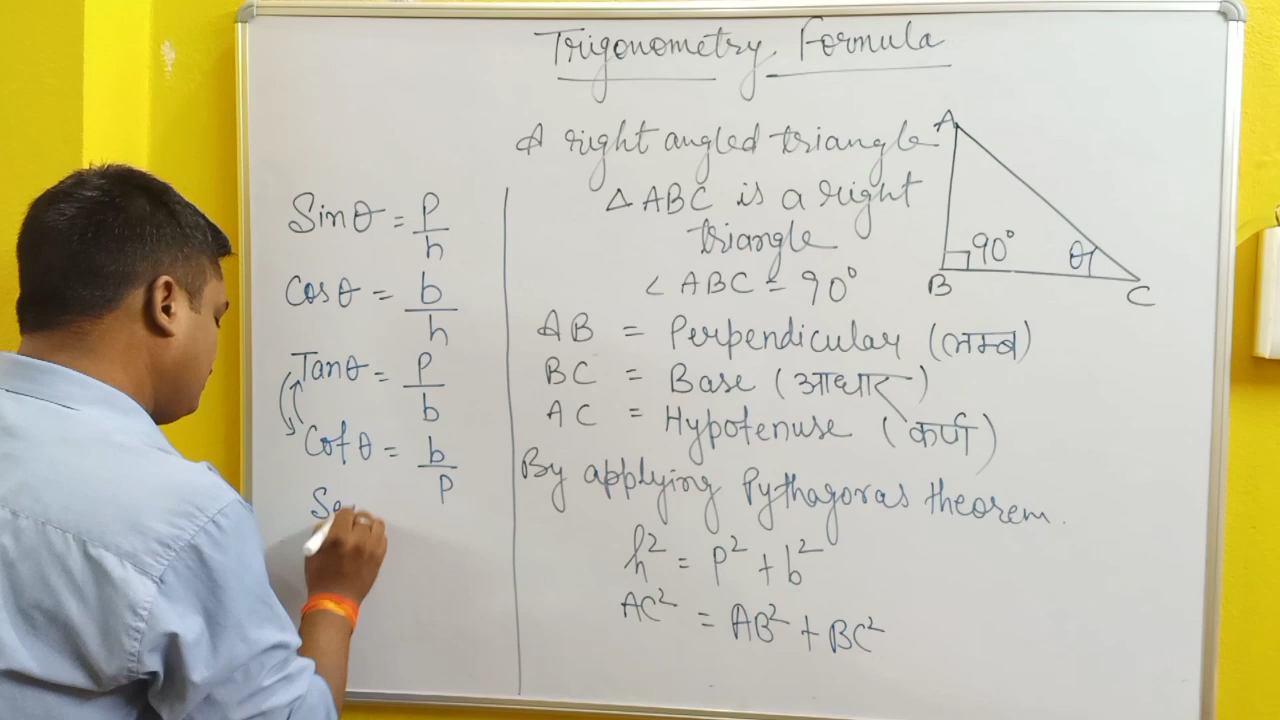 Trigonometry Formula
A right angled triangle
△ ABC is a right
triangle
∠ ABC = 90°
A
B
C
90°
θ
AB = Perpendicular (लम्ब)
BC = Base (आधार)
AC = Hypotenuse (कर्ण)
By applying Pythagoras theorem.
h² = p² + b²
AC² = AB² + BC²
Sinθ = p/h
Cosθ = b/h
Tanθ = p/b
Cotθ = b/p
Se